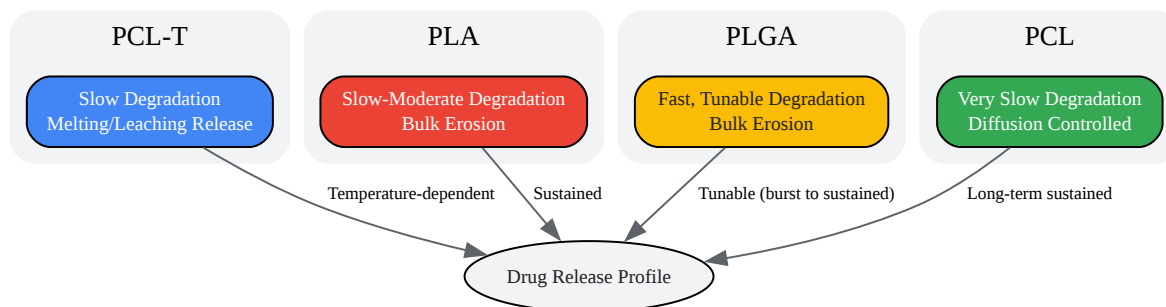 PCL-T
PLA
PLGA
PCL
Slow Degradation
Melting/Leaching Release
Slow-Moderate Degradation
Bulk Erosion
Fast, Tunable Degradation
Bulk Erosion
Very Slow Degradation
Diffusion Controlled
Temperature-dependent
Sustained
Tunable (burst to sustained)
Long-term sustained
Drug Release Profile